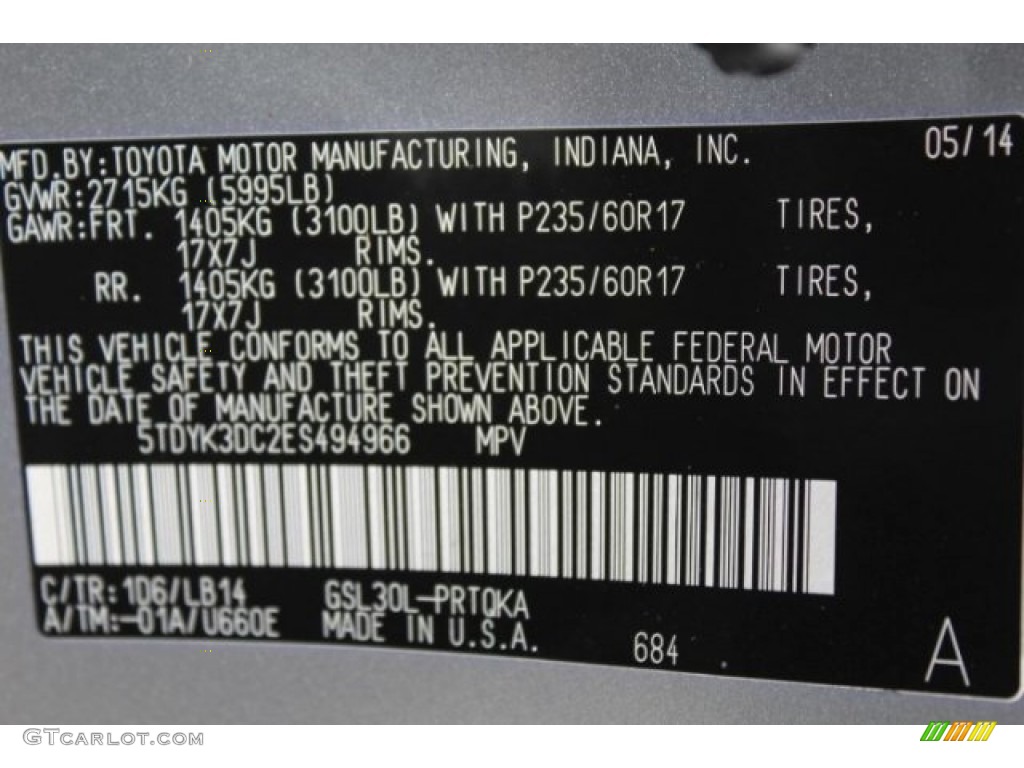 MFD.BY:TOYOTA MOTOR MANUFACTURING, INDIANA, INC. 05/14
GVWR:2715KG (5995LB)
GAWR:FRT. 1405KG (3100LB) WITH P235/60R17 TIRES,
17X7J RIMS.
RR. 1405KG (3100LB) WITH P235/60R17 TIRES,
17X7J RIMS.
THIS VEHICLE CONFORMS TO ALL APPLICABLE FEDERAL MOTOR
VEHICLE SAFETY AND THEFT PREVENTION STANDARDS IN EFFECT ON
THE DATE OF MANUFACTURE SHOWN ABOVE.
5TDYK3DC2ES494966 MPV
C/TR:1D6/LB14 GSL30L-PRTQKA
A/TM:-01A/U660E MADE IN U.S.A.
684 A
GTCarLot.com